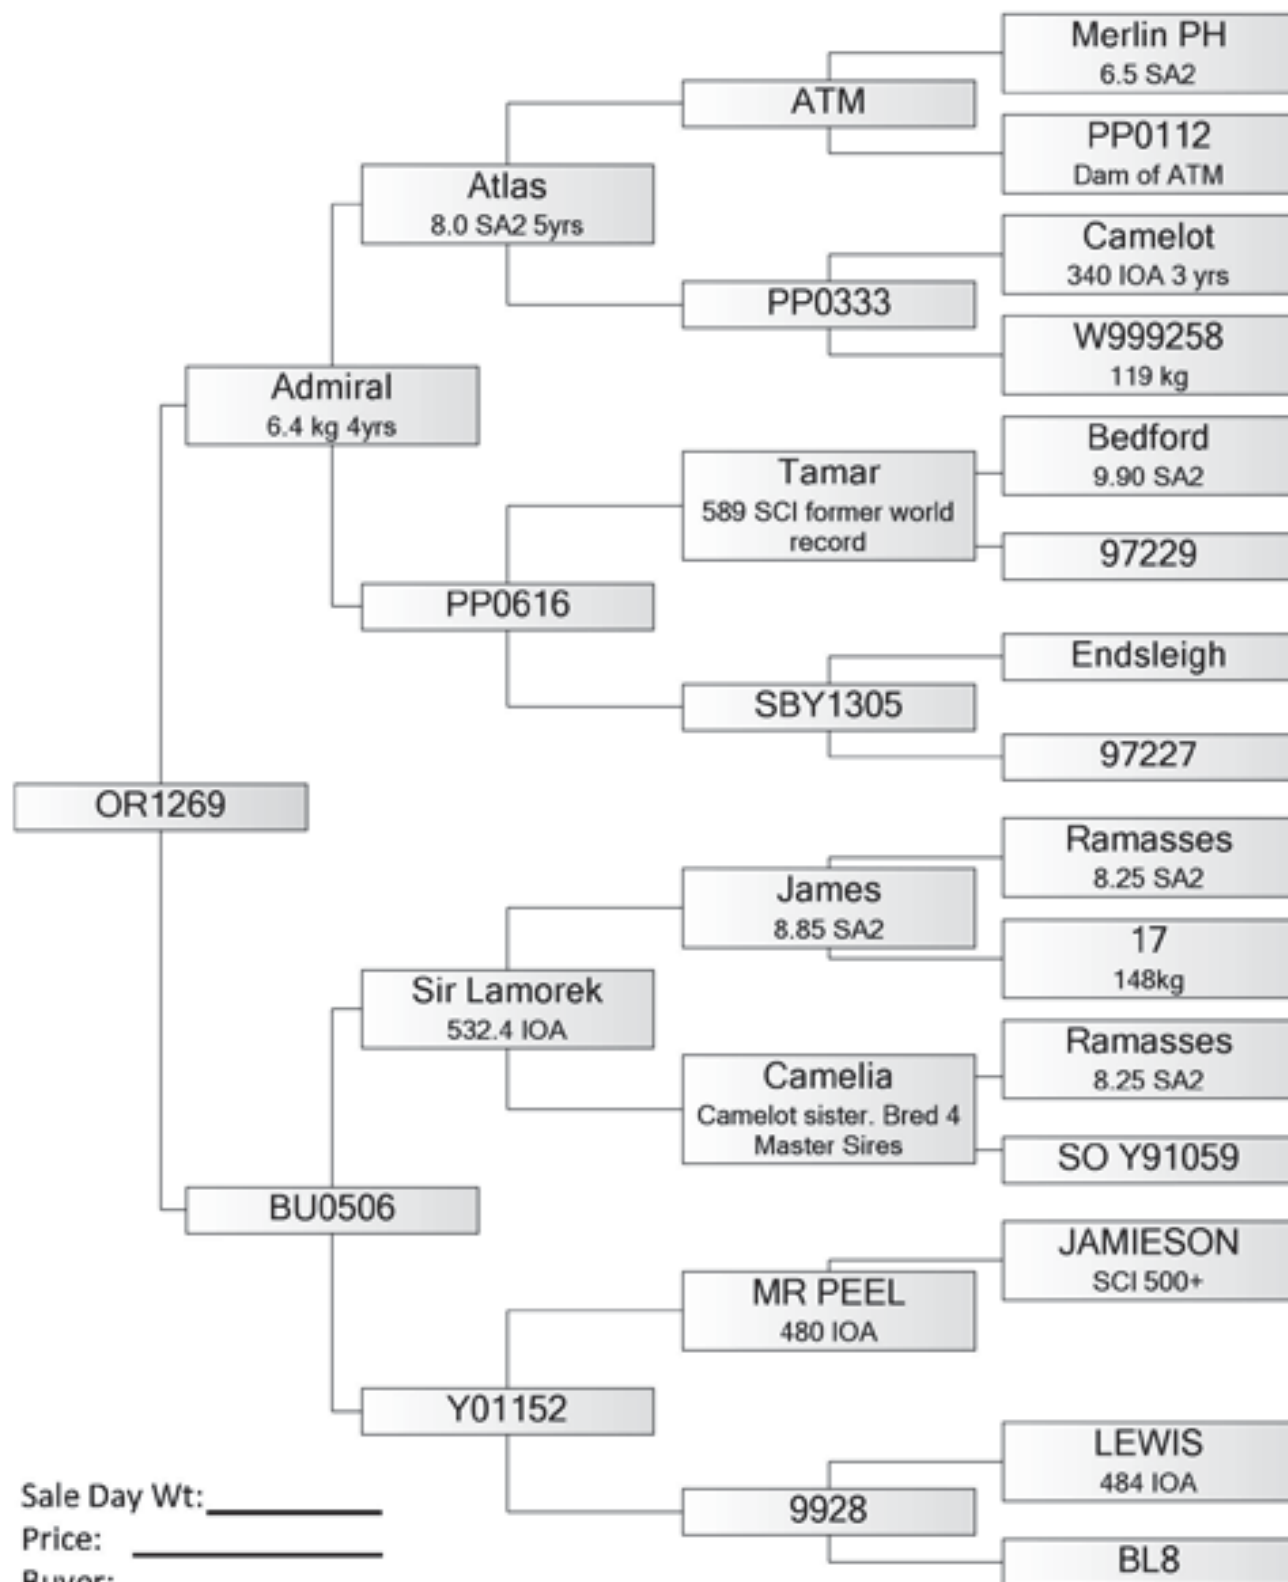 Merlin PH
6.5 SA2
ATM
PP0112
Dam of ATM
Atlas
8.0 SA2 5yrs
Camelot
340 IOA 3 yrs
PP0333
W999258
119 kg
Admiral
6.4 kg 4yrs
Bedford
9.90 SA2
Tamar
589 SCI former world
record
97229
PP0616
Endsleigh
SBY1305
97227
OR1269
Ramasses
8.25 SA2
James
8.85 SA2
17
148kg
Sir Lamorek
532.4 IOA
Ramasses
8.25 SA2
Camelia
Camelot sister. Bred 4
Master Sires
SO Y91059
BU0506
JAMIESON
SCI 500+
MR PEEL
480 IOA
Y01152
LEWIS
484 IOA
9928
BL8
Sale Day Wt:
Price:
Buyer: